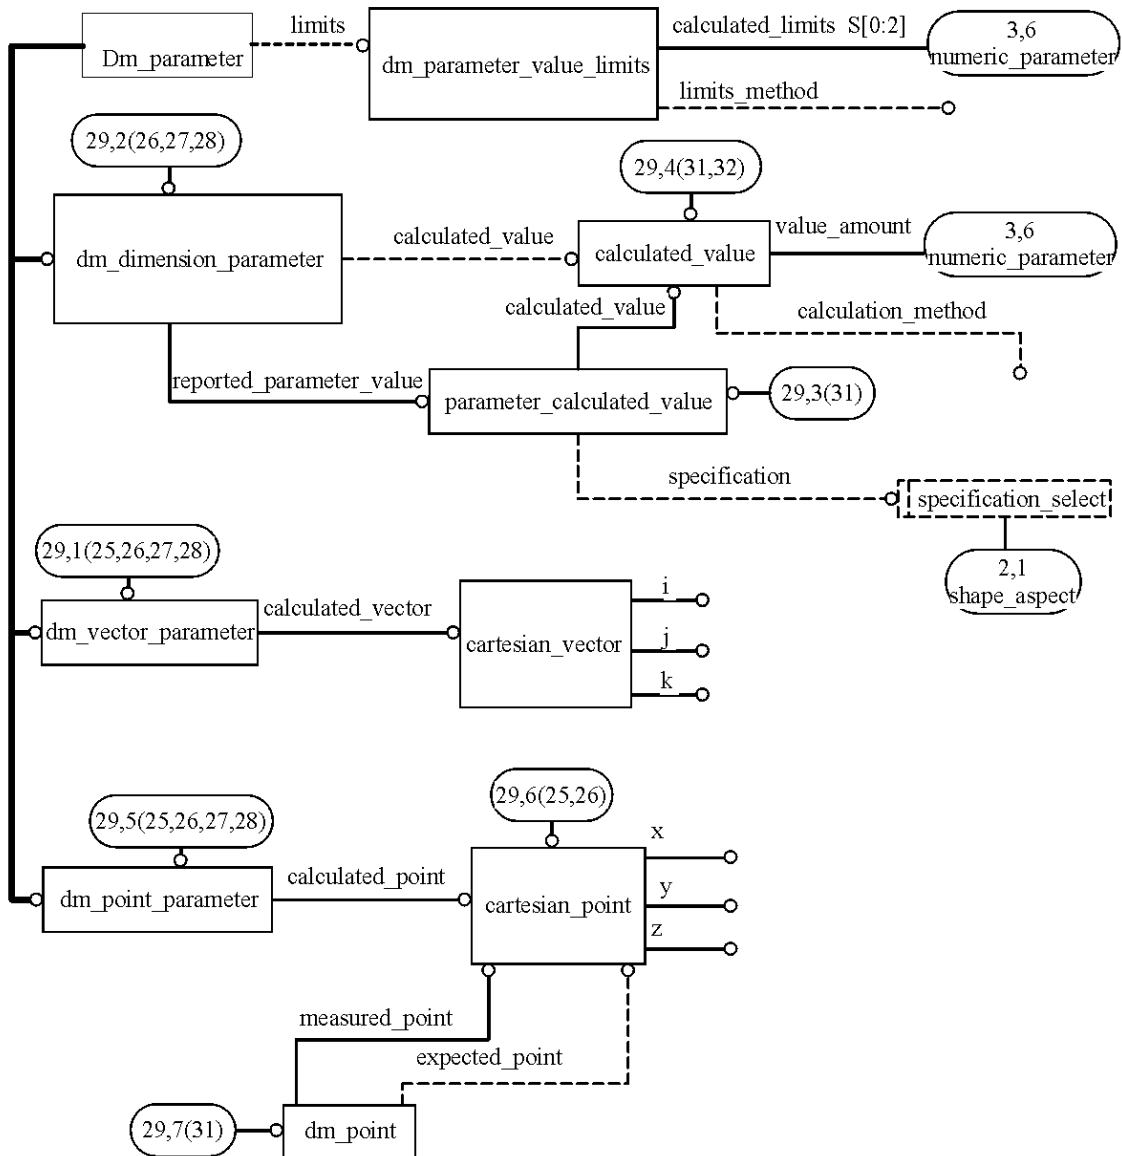 limits
calculated_limits S[0:2]
3,6
numeric_parameter
Dm_parameter
dm_parameter_value_limits
limits_method
29,2(26,27,28)
29,4(31,32)
value_amount
3,6
numeric_parameter
dm_dimension_parameter
calculated_value
calculated_value
calculated_value
calculation_method
reported_parameter_value
parameter_calculated_value
29,3(31)
specification
specification_select
29,1(25,26,27,28)
2,1
shape_aspect
dm_vector_parameter
calculated_vector
cartesian_vector
i
j
k
29,6(25,26)
29,5(25,26,27,28)
x
dm_point_parameter
calculated_point
cartesian_point
y
z
measured_point
expected_point
29,7(31)
dm_point